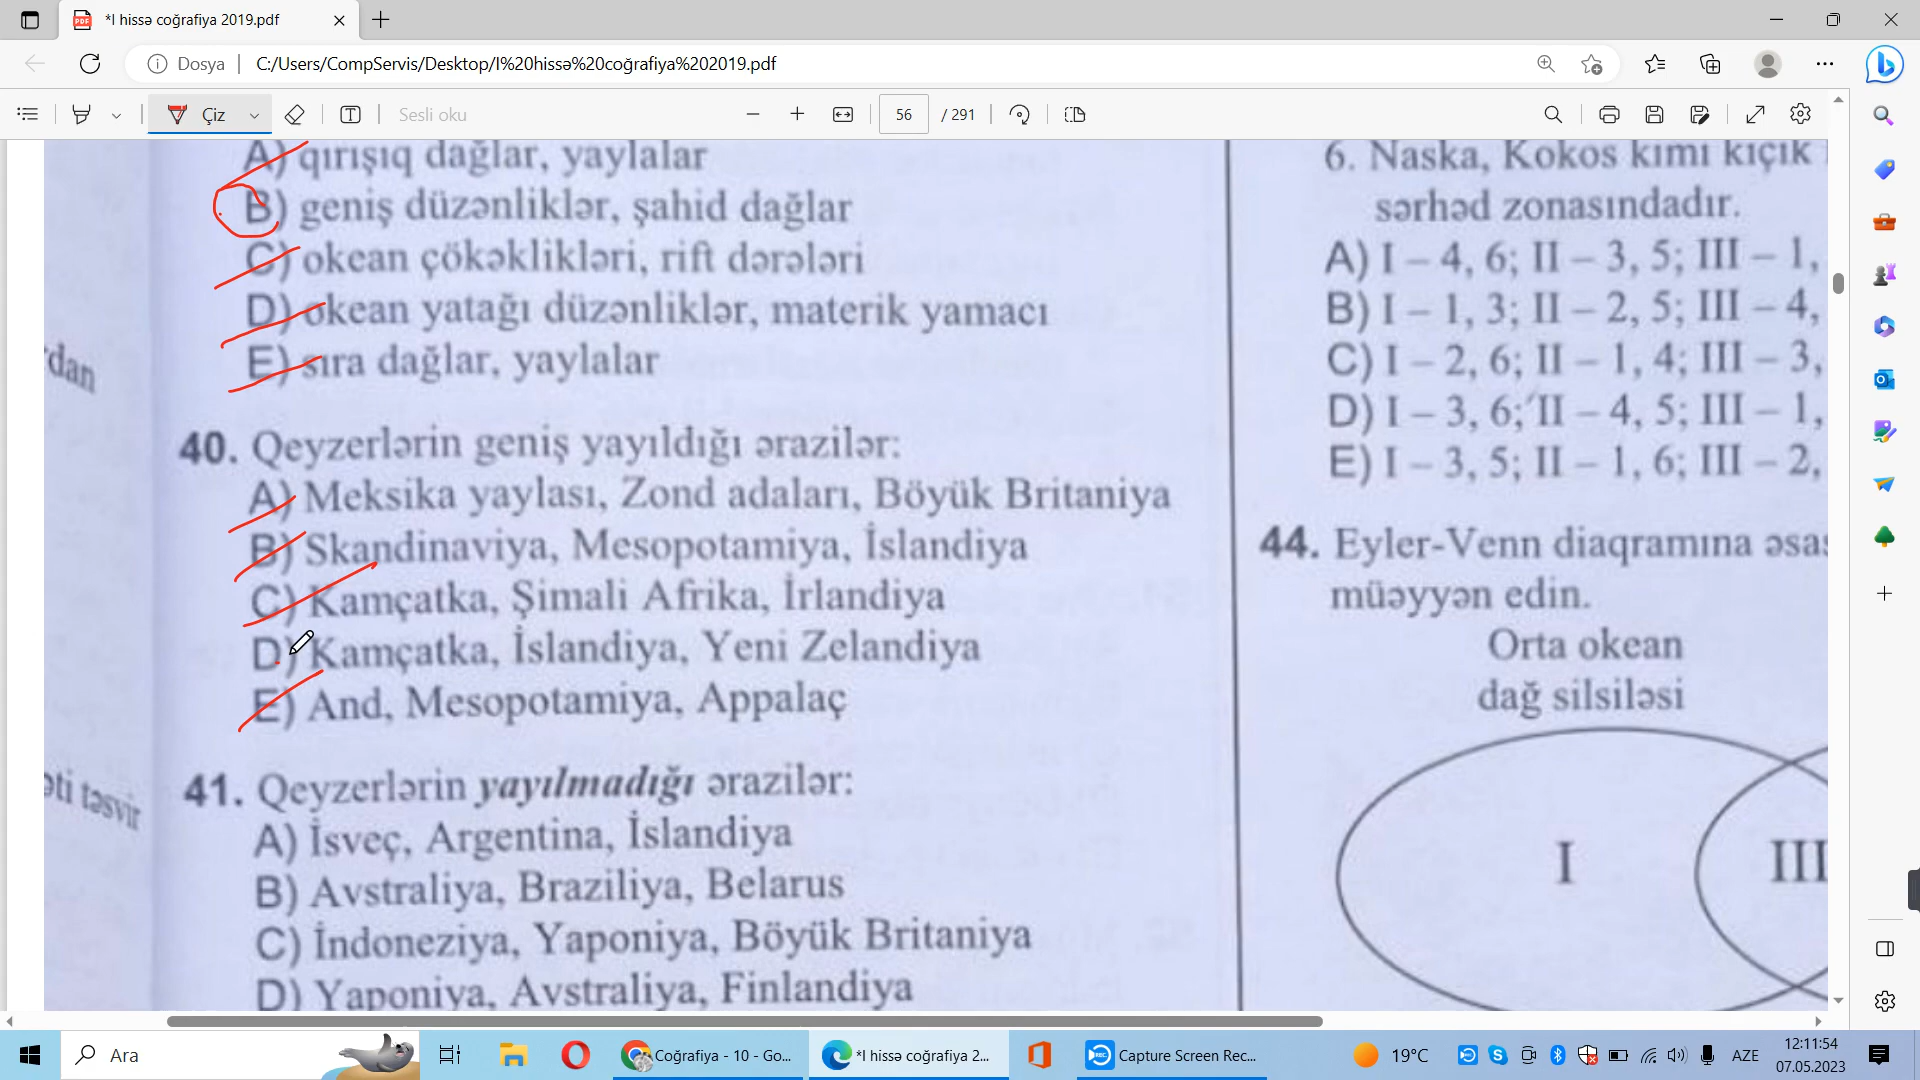 *I hissə coğrafiya 2019.pdf
Dosya
C:/Users/CompServis/Desktop/I%20hissə%20coğrafiya%202019.pdf
Çiz
Sesli oku
56
/ 291
A) qırışıq dağlar, yaylalar
B) geniş düzənliklər, şahid dağlar
C) okean çökəklikləri, rift dərələri
D) okean yatağı düzənliklər, materik yamacı
E) sıra dağlar, yaylalar
40. Qeyzerlərin geniş yayıldığı ərazilər:
A) Meksika yaylası, Zond adaları, Böyük Britaniya
B) Skandinaviya, Mesopotamiya, İslandiya
C) Kamçatka, Şimali Afrika, İrlandiya
D) Kamçatka, İslandiya, Yeni Zelandiya
E) And, Mesopotamiya, Appalaç
41. Qeyzerlərin yayılmadığı ərazilər:
A) İsveç, Argentina, İslandiya
B) Avstraliya, Braziliya, Belarus
C) İndoneziya, Yaponiya, Böyük Britaniya
D) Yaponiya, Avstraliya, Finlandiya
dan
əti təsvir
6. Naska, Kokos kimi kiçik
sərhəd zonasındadır.
A) I – 4, 6; II – 3, 5; III – 1,
B) I – 1, 3; II – 2, 5; III – 4,
C) I – 2, 6; II – 1, 4; III – 3,
D) I – 3, 6; II – 4, 5; III – 1,
E) I – 3, 5; II – 1, 6; III – 2,
44. Eyler-Venn diaqramına əsas
müəyyən edin.
Orta okean
dağ silsiləsi
I
III
Ara
Coğrafiya - 10 - Go...
*I hissə coğrafiya 2...
Capture Screen Rec...
19°C
AZE
12:11:54
07.05.2023